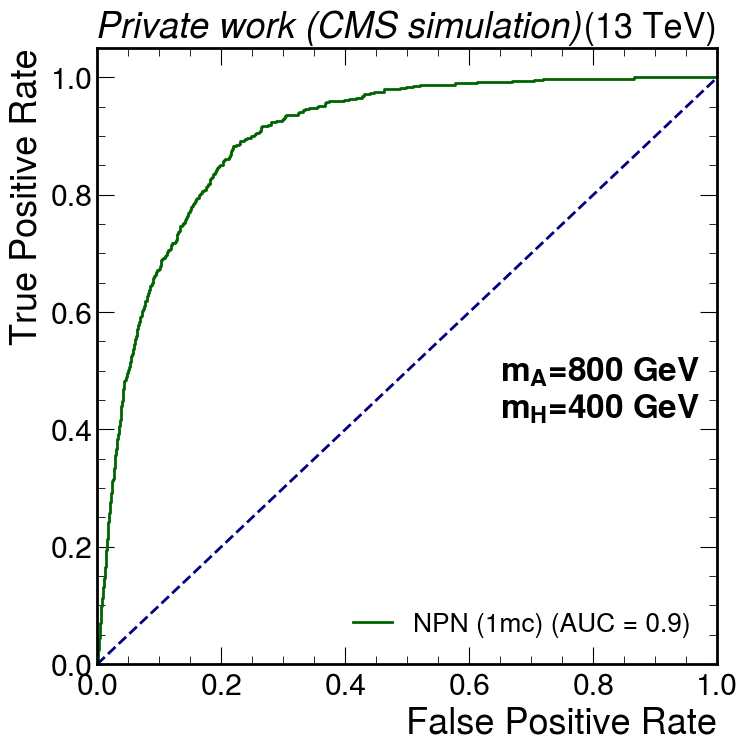 Private work (CMS simulation)(13 TeV)
True Positive Rate
1.0
0.8
0.6
0.4
0.2
0.0
m_A=800 GeV
m_H=400 GeV
NPN (1mc) (AUC = 0.9)
0.0 0.2 0.4 0.6 0.8 1.0
False Positive Rate